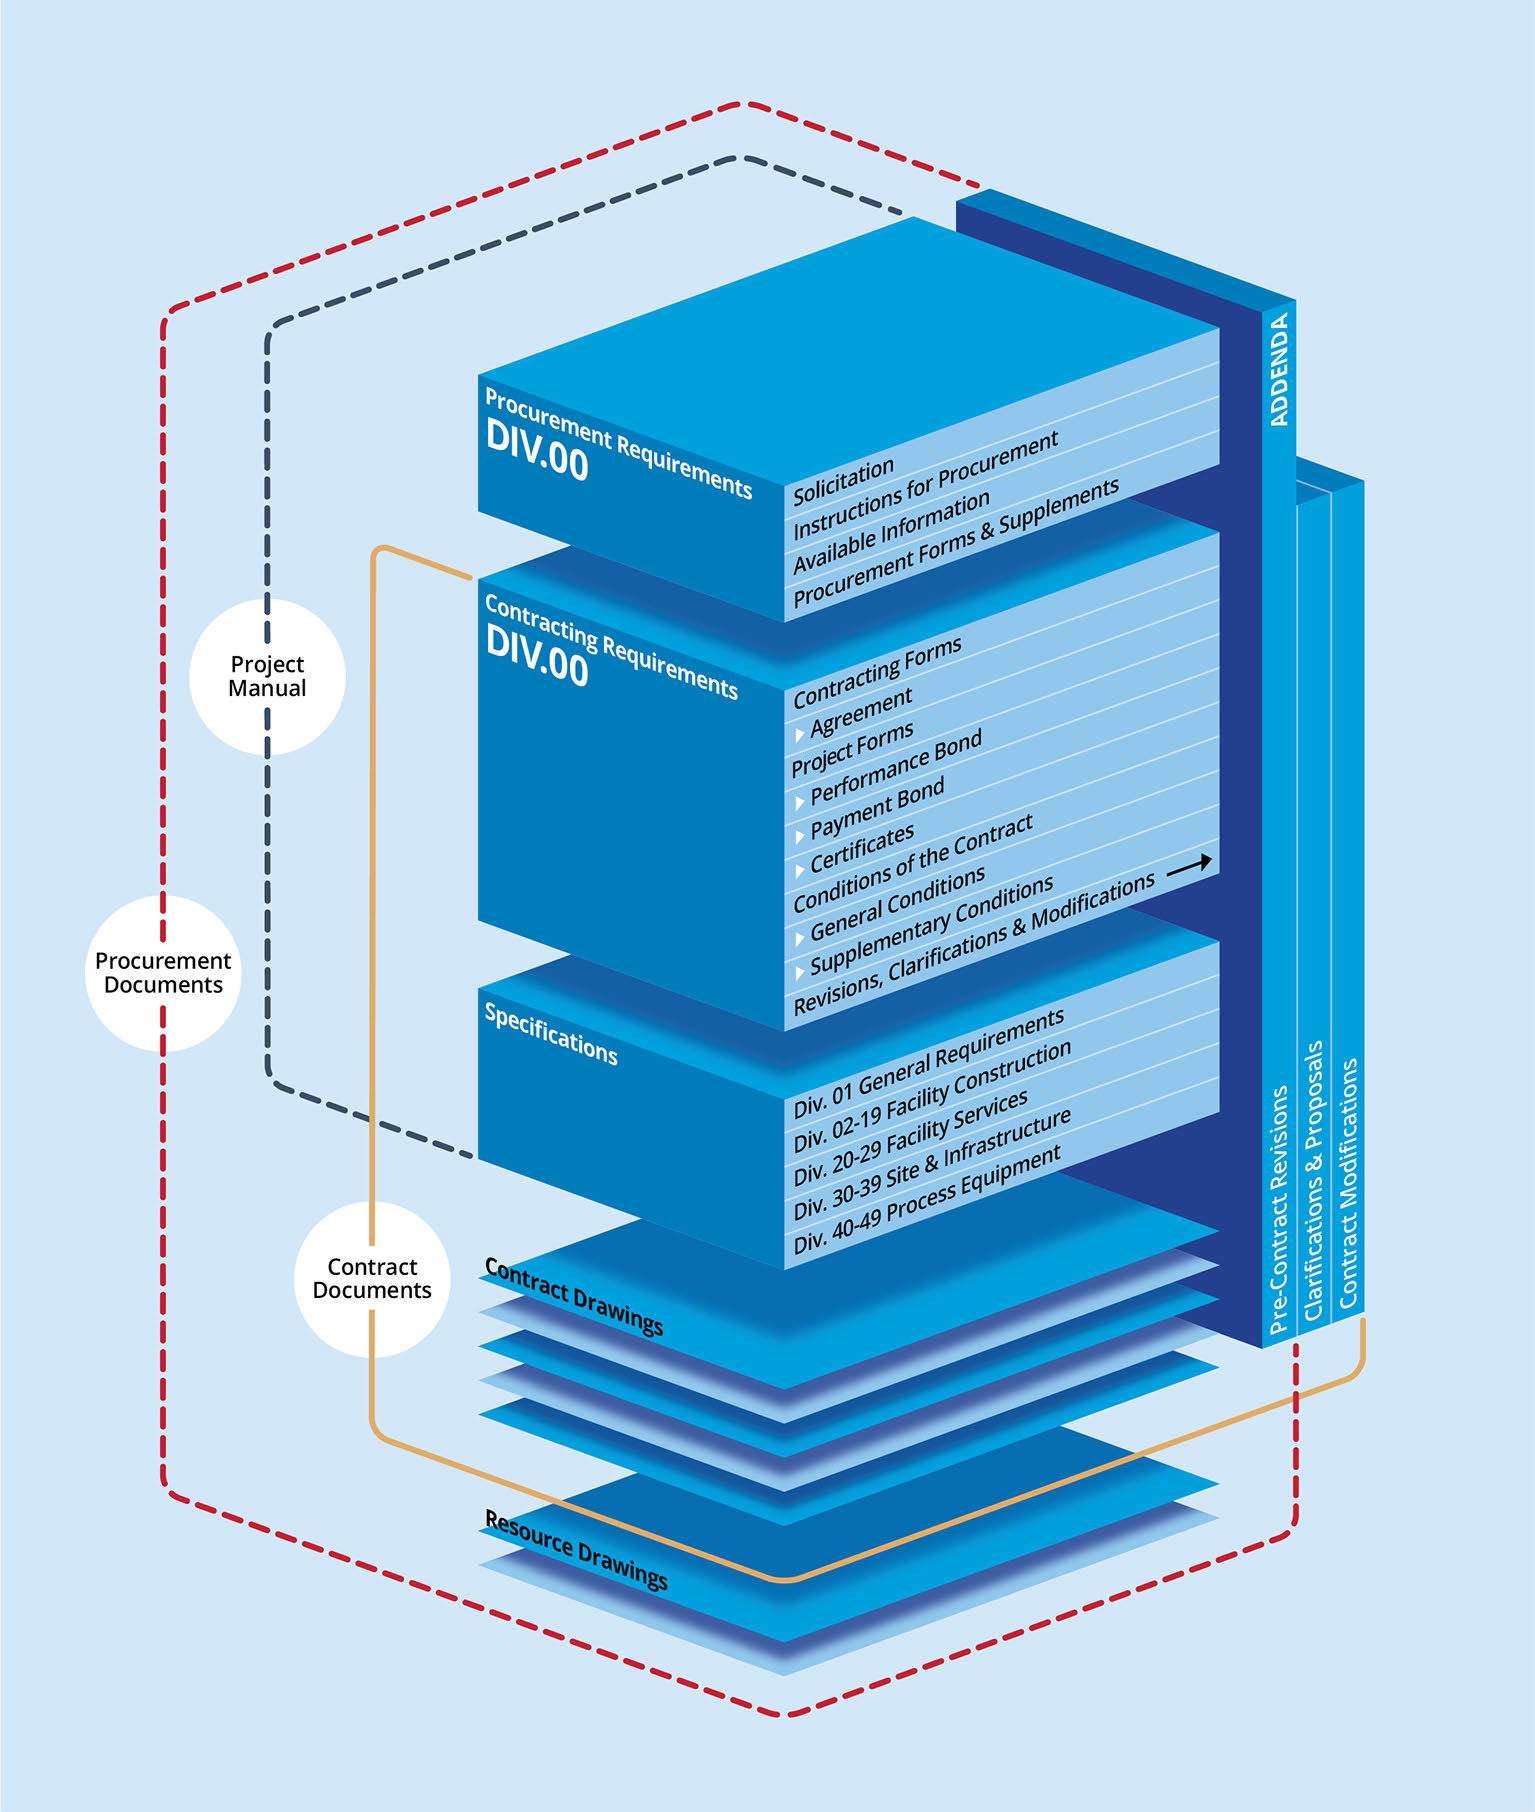 ADDENDA
Procurement Requirements
DIV.00
Solicitation
Instructions for Procurement
Available Information
Procurement Forms & Supplements
Contracting Requirements
DIV.00
Contracting Forms
Agreement
Project Forms
Performance Bond
Payment Bond
Certificates
Conditions of the Contract
General Conditions
Supplementary Conditions
Revisions, Clarifications & Modifications
Project
Manual
Procurement
Documents
Specifications
Div. 01 General Requirements
Div. 02-19 Facility Construction
Div. 20-29 Facility Services
Div. 30-39 Site & Infrastructure
Div. 40-49 Process Equipment
Pre-Contract Revisions
Clarifications & Proposals
Contract Modifications
Contract
Documents
Contract Drawings
Resource Drawings